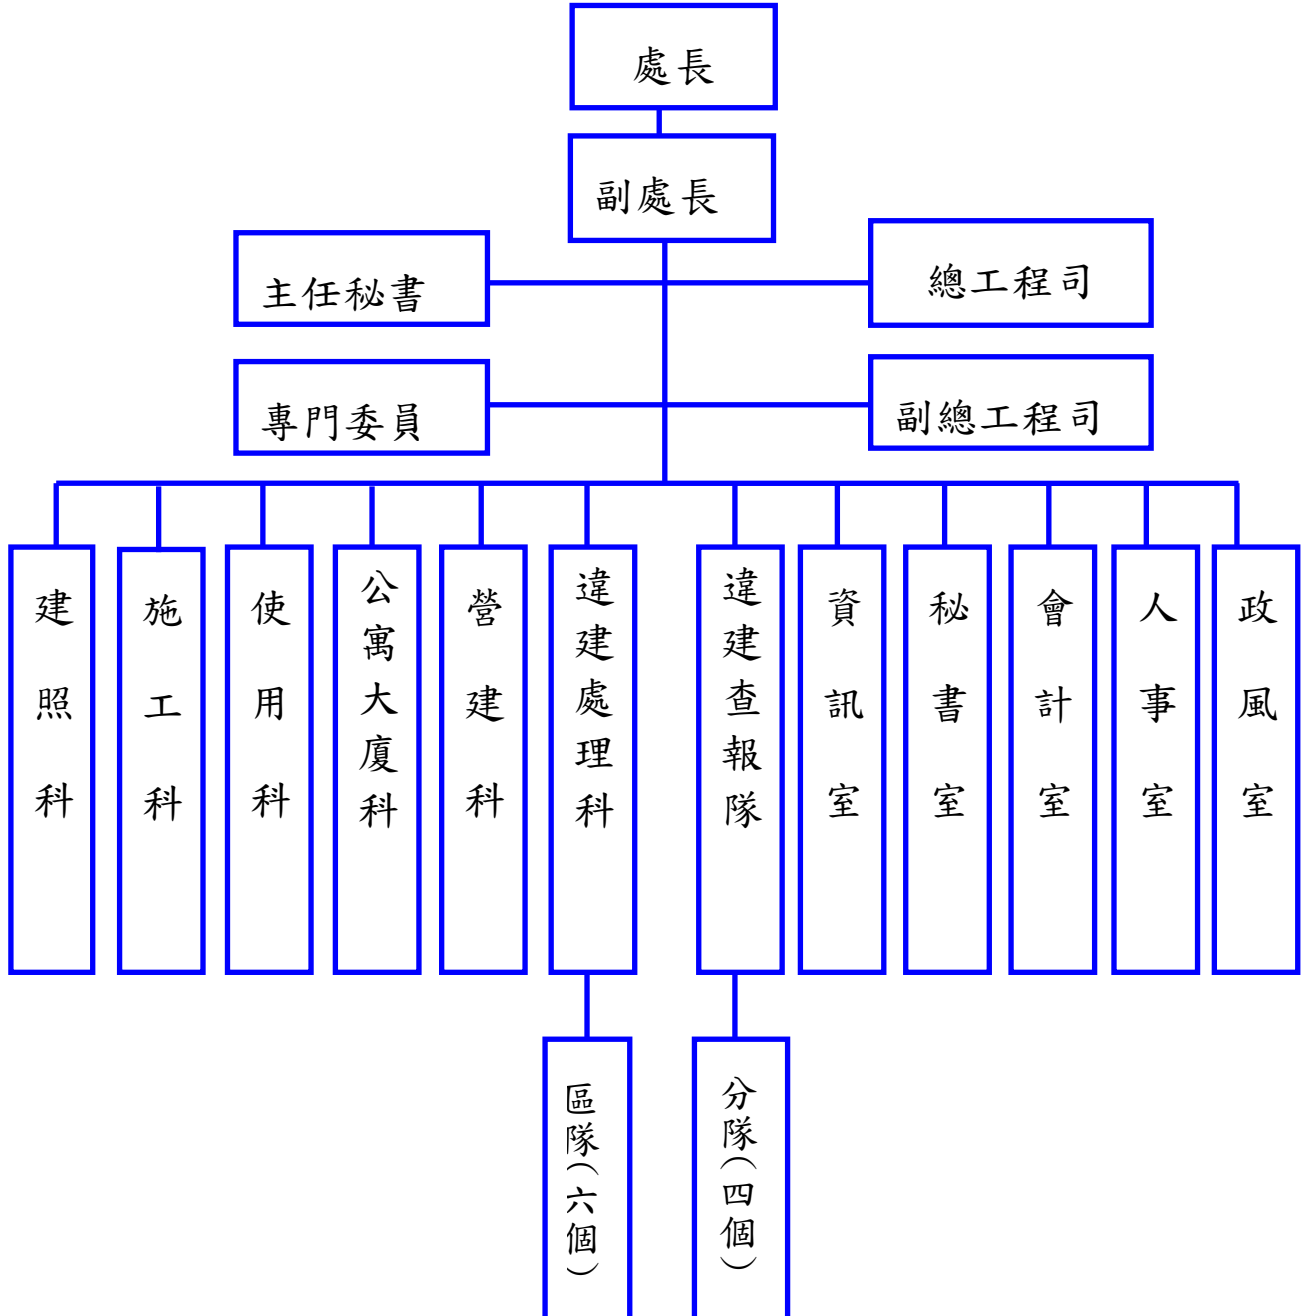 處長
副處長
主任秘書
總工程司
專門委員
副總工程司
建照科
施工科
使用科
公寓大廈科
營建科
違建處理科
違建查報隊
資訊室
秘書室
會計室
人事室
政風室
區隊(六個)
分隊(四個)